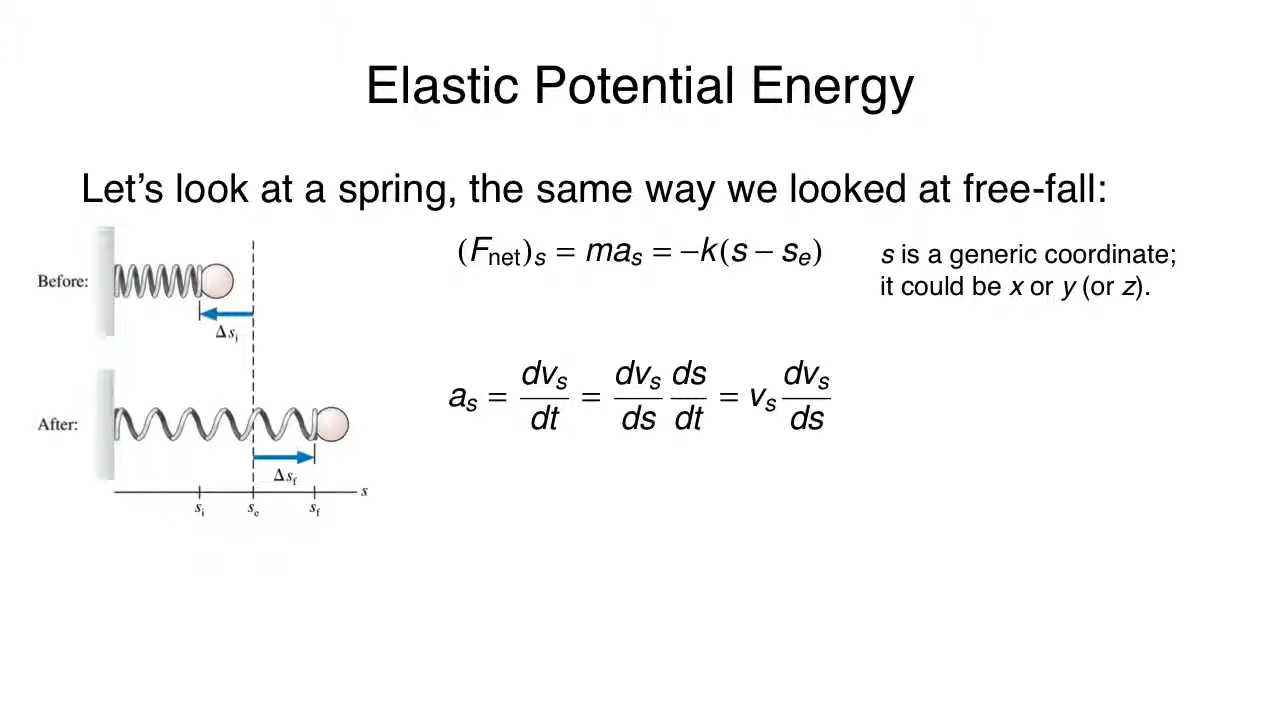 Elastic Potential Energy
Let's look at a spring, the same way we looked at free-fall:
(Fnet)s = mas = −k(s − se)
s is a generic coordinate;
it could be x or y (or z).
Before:
Δsi
as = dvs/dt = dvs/ds ds/dt = vs dvs/ds
After:
Δsf
s
si se sf